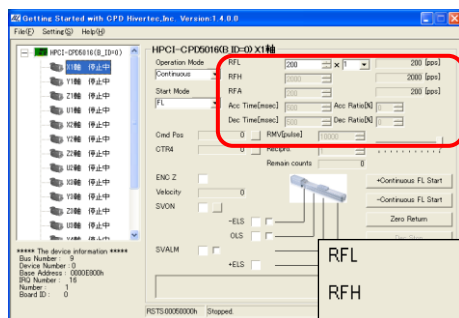 Getting Started with CPD Hivertec,Inc. Version:1.4.0.0
File(F) Setting(S) Help(H)
HPCI-CPD5016(B_ID=0)
X1軸 停止中
Y1軸 停止中
Z1軸 停止中
U1軸 停止中
X2軸 停止中
Y2軸 停止中
Z2軸 停止中
U2軸 停止中
X3軸 停止中
Y3軸 停止中
Z3軸 停止中
U3軸 停止中
***** The device information *****
Bus Number : 9
Device Number : 0
Base Address : 0000E800h
IRQ Number : 16
Number : 1
Board ID : 0
HPCI-CPD5016(B ID=0) X1軸
Operation Mode
Continuous
Start Mode
FL
RFL 200 × 1 200 [pps]
RFH 2000 [pps]
RFA 200 200 [pps]
Acc Time[msec] 500 Acc Ratio[%] 0
Dec Time[msec] 500 Dec Ratio[%] 0
Cmd Pos 0
RMV[pulse] 10000
CTR4 0
Recipro.
Remain counts 0
ENC Z
Velocity 0
SVON
SVALM
-ELS
OLS
+ELS
+Continuous FL Start
-Continuous FL Start
Zero Return
RFL
RFH
RSTS:00050000h Stopped.